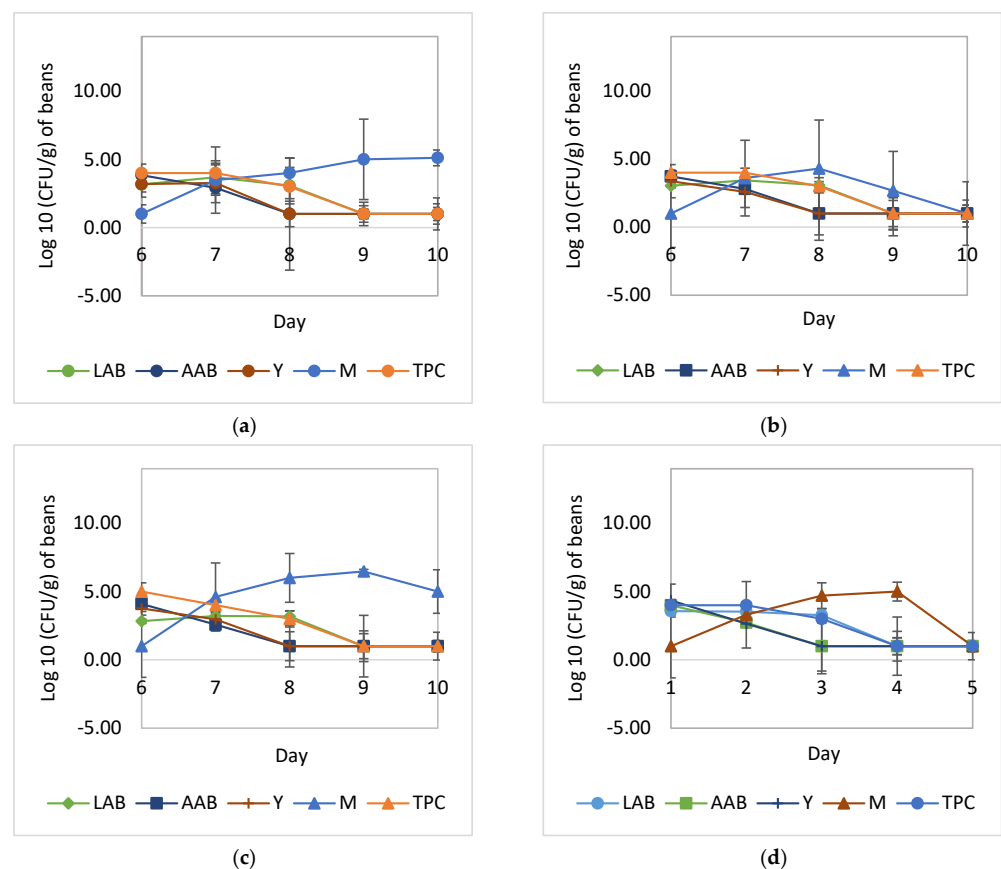 10.00
5.00
0.00
-5.00
Log 10 (CFU/g) of beans
6 7 8 9 10
Day
LAB AAB Y M TPC
(a)
10.00
5.00
0.00
-5.00
Log 10 (CFU/g) of beans
6 7 8 9 10
Day
LAB AAB Y M TPC
(b)
10.00
5.00
0.00
-5.00
Log 10 (CFU/g) of beans
6 7 8 9 10
Day
LAB AAB Y M TPC
(c)
10.00
5.00
0.00
-5.00
Log 10 (CFU/g) of beans
1 2 3 4 5
Day
LAB AAB Y M TPC
(d)